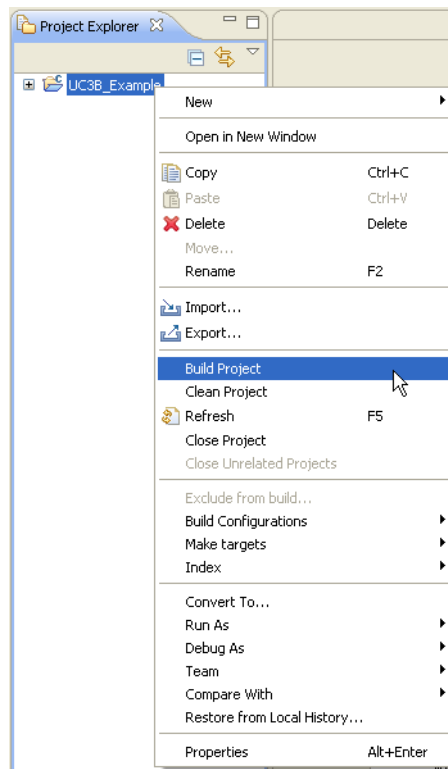 Project Explorer
UC3B_Example
New
Open in New Window
Copy Ctrl+C
Paste Ctrl+V
Delete Delete
Move...
Rename F2
Import...
Export...
Build Project
Clean Project
Refresh F5
Close Project
Close Unrelated Projects
Exclude from build...
Build Configurations
Make targets
Index
Convert To...
Run As
Debug As
Team
Compare With
Restore from Local History...
Properties Alt+Enter